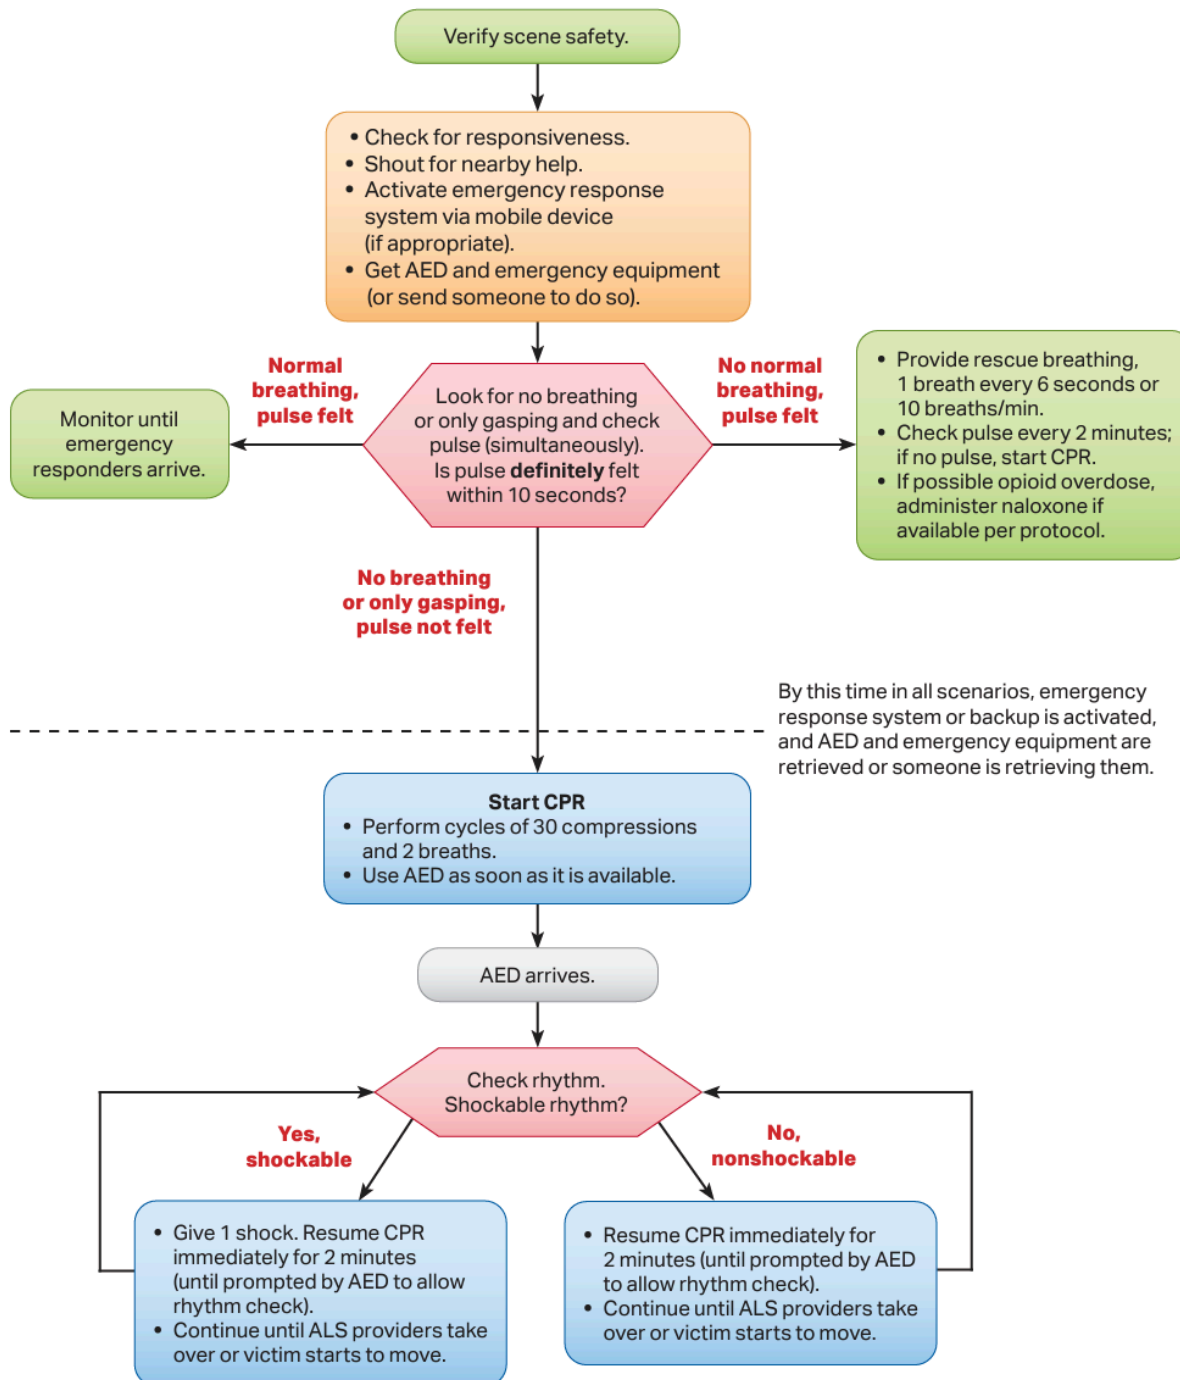 Verify scene safety.
• Check for responsiveness.
• Shout for nearby help.
• Activate emergency response
system via mobile device
(if appropriate).
• Get AED and emergency equipment
(or send someone to do so).
Normal
breathing,
pulse felt
Monitor until
emergency
responders arrive.
Look for no breathing
or only gasping and check
pulse (simultaneously).
Is pulse definitely felt
within 10 seconds?
No normal
breathing,
pulse felt
• Provide rescue breathing,
1 breath every 6 seconds or
10 breaths/min.
• Check pulse every 2 minutes;
if no pulse, start CPR.
• If possible opioid overdose,
administer naloxone if
available per protocol.
No breathing
or only gasping,
pulse not felt
By this time in all scenarios, emergency
response system or backup is activated,
and AED and emergency equipment are
retrieved or someone is retrieving them.
Start CPR
• Perform cycles of 30 compressions
and 2 breaths.
• Use AED as soon as it is available.
AED arrives.
Check rhythm.
Shockable rhythm?
Yes,
shockable
No,
nonshockable
• Give 1 shock. Resume CPR
immediately for 2 minutes
(until prompted by AED to allow
rhythm check).
• Continue until ALS providers take
over or victim starts to move.
• Resume CPR immediately for
2 minutes (until prompted by AED
to allow rhythm check).
• Continue until ALS providers take
over or victim starts to move.